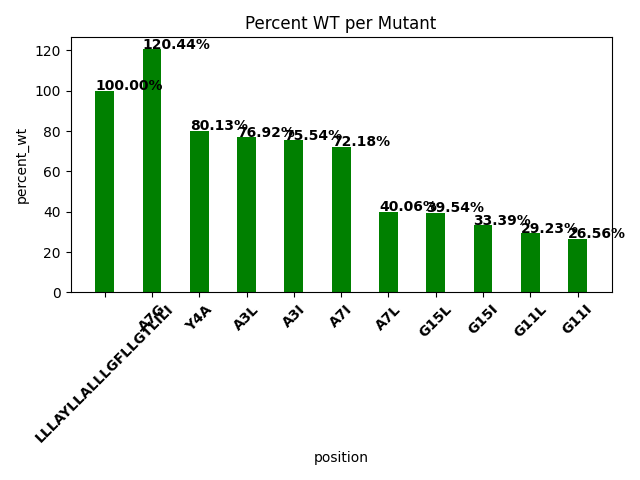 Percent WT per Mutant
percent_wt
120
100
80
60
40
20
0
100.00%
120.44%
80.13%
76.92%
75.54%
72.18%
40.06%
39.54%
33.39%
29.23%
26.56%
LLLAYLLALLLGFLLGTLILI
A7G
Y4A
A3L
A3I
A7I
A7L
G15L
G15I
G11L
G11I
position